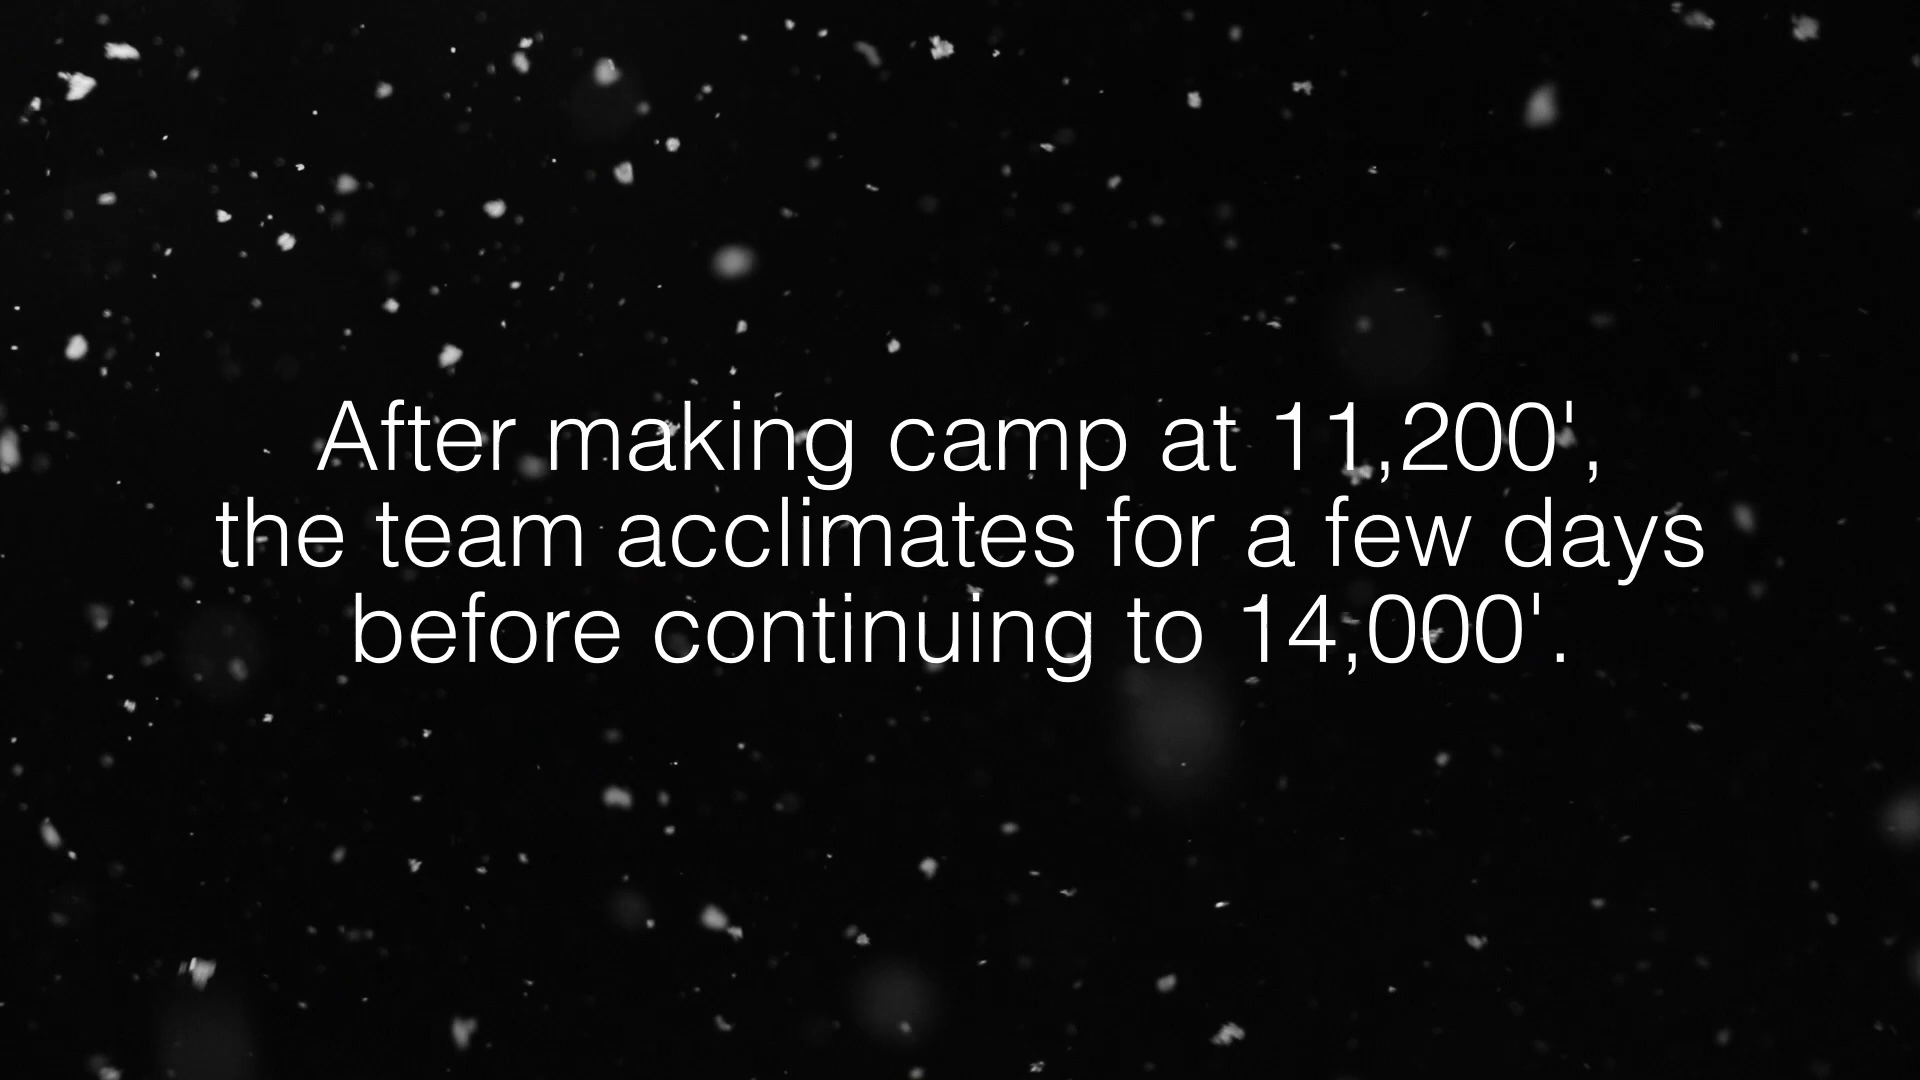 After making camp at 11,200',
the team acclimates for a few days
before continuing to 14,000'.